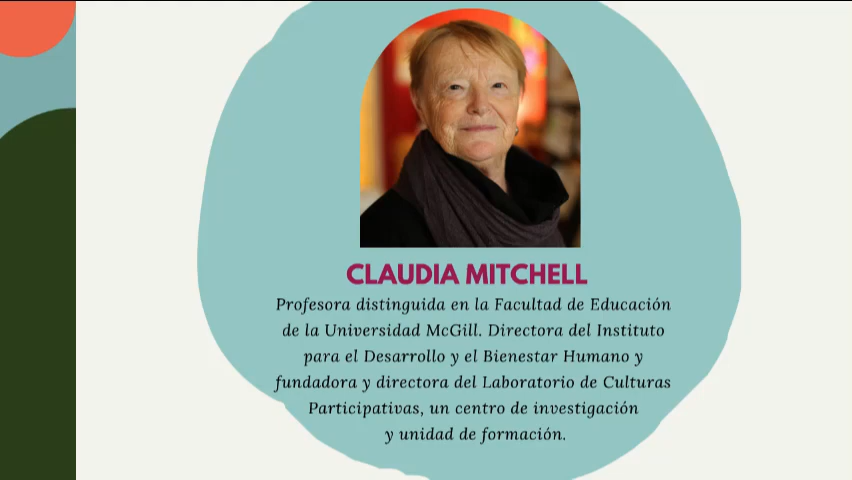 CLAUDIA MITCHELL
Profesora distinguida en la Facultad de Educación
de la Universidad McGill. Directora del Instituto
para el Desarrollo y el Bienestar Humano y
fundadora y directora del Laboratorio de Culturas
Participativas, un centro de investigación
y unidad de formación.